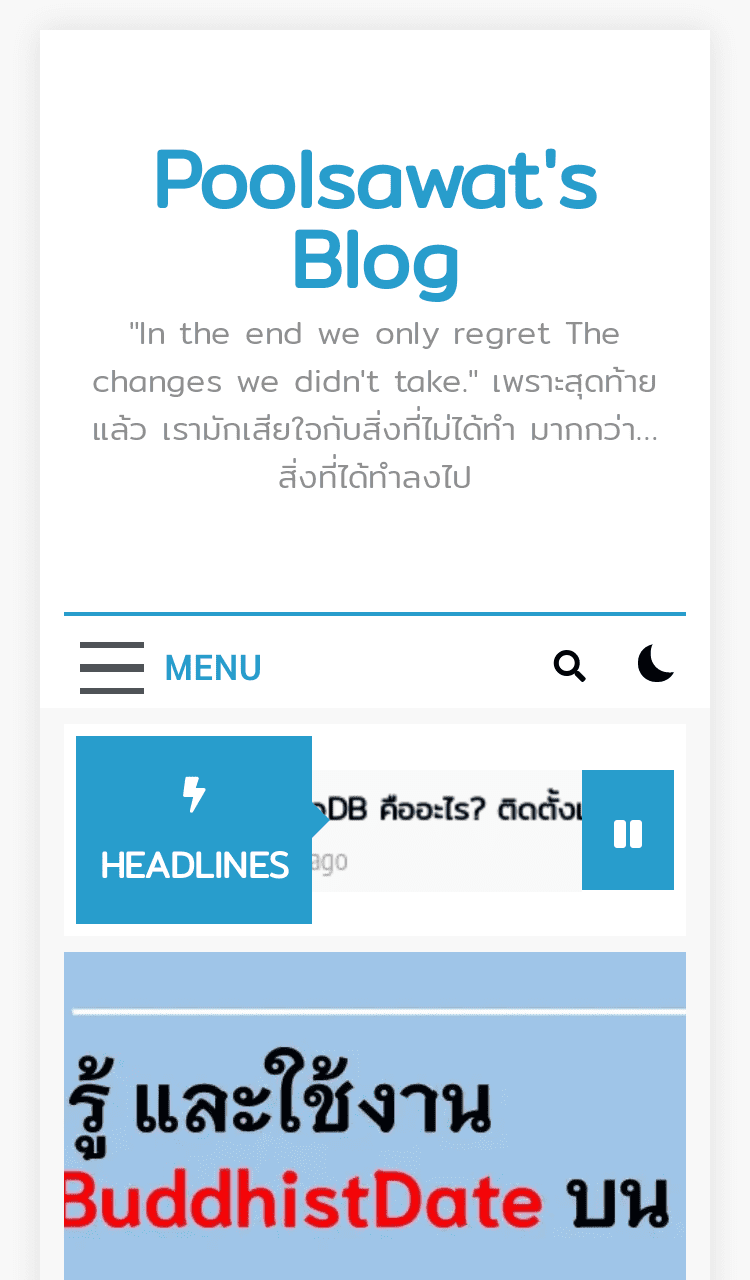 Poolsawat's
Blog
"In the end we only regret The
changes we didn't take." เพราะสุดท้าย
แล้ว เรามักเสียใจกับสิ่งที่ไม่ได้ทำ มากกว่า...
สิ่งที่ได้ทำลงไป
MENU
HEADLINES
DB คืออะไร? ติดตั้ง
ago
รู้ และใช้งาน
BuddhistDate บน